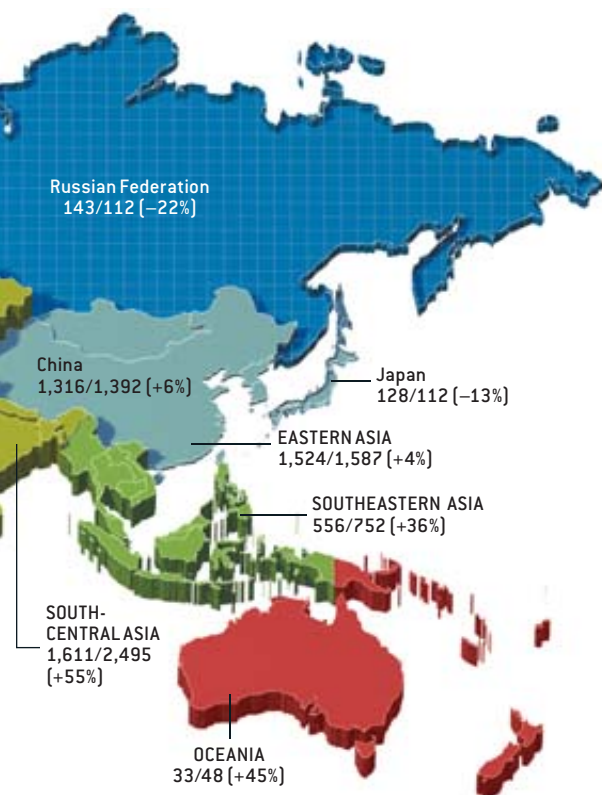 Russian Federation
143/112 (–22%)
China
1,316/1,392 (+6%)
Japan
128/112 (–13%)
EASTERN ASIA
1,524/1,587 (+4%)
SOUTHEASTERN ASIA
556/752 (+36%)
SOUTH-
CENTRAL ASIA
1,611/2,495
(+55%)
OCEANIA
33/48 (+45%)